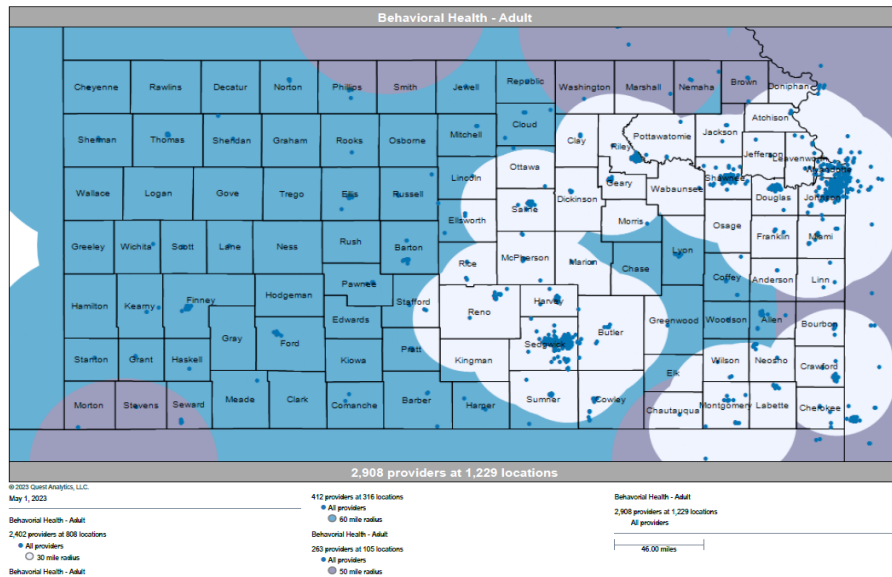 Behavioral Health - Adult
Cheyenne Rawlins Decatur Norton Phillips Smith Jewell Republic Washington Marshall Nemaha Brown Doniphan
Atchison
Sherman Thomas Sheridan Graham Rooks Osborne Mitchell Cloud Clay Riley Pottawatomie Jackson Jefferson Leavenworth
Wallace Logan Gove Trego Ellis Russell Lincoln Ottawa Saline Dickinson Geary Wabaunsee Shawnee Douglas Wyandotte Johnson
Ellsworth Morris Osage Franklin Miami
Greeley Wichita Scott Lane Ness Rush Barton Rice McPherson Marion Chase Lyon Coffey Anderson Linn
Hamilton Kearny Finney Hodgeman Pawnee Stafford Reno Harvey Butler Greenwood Woodson Allen Bourbon
Gray Ford Edwards Sedgwick
Stanton Grant Haskell Kiowa Pratt Kingman Elk Wilson Neosho Crawford
Morton Stevens Seward Meade Clark Comanche Barber Harper Sumner Cowley Chautauqua Montgomery Labette Cherokee
2,908 providers at 1,229 locations
© 2023 Quest Analytics, LLC.
May 1, 2023
Behavorial Health - Adult
2,402 providers at 808 locations
All providers
30 mile radius
Behavorial Health - Adult
412 providers at 316 locations
All providers
60 mile radius
Behavorial Health - Adult
263 providers at 105 locations
All providers
50 mile radius
Behavorial Health - Adult
2,908 providers at 1,229 locations
All providers
46.00 miles